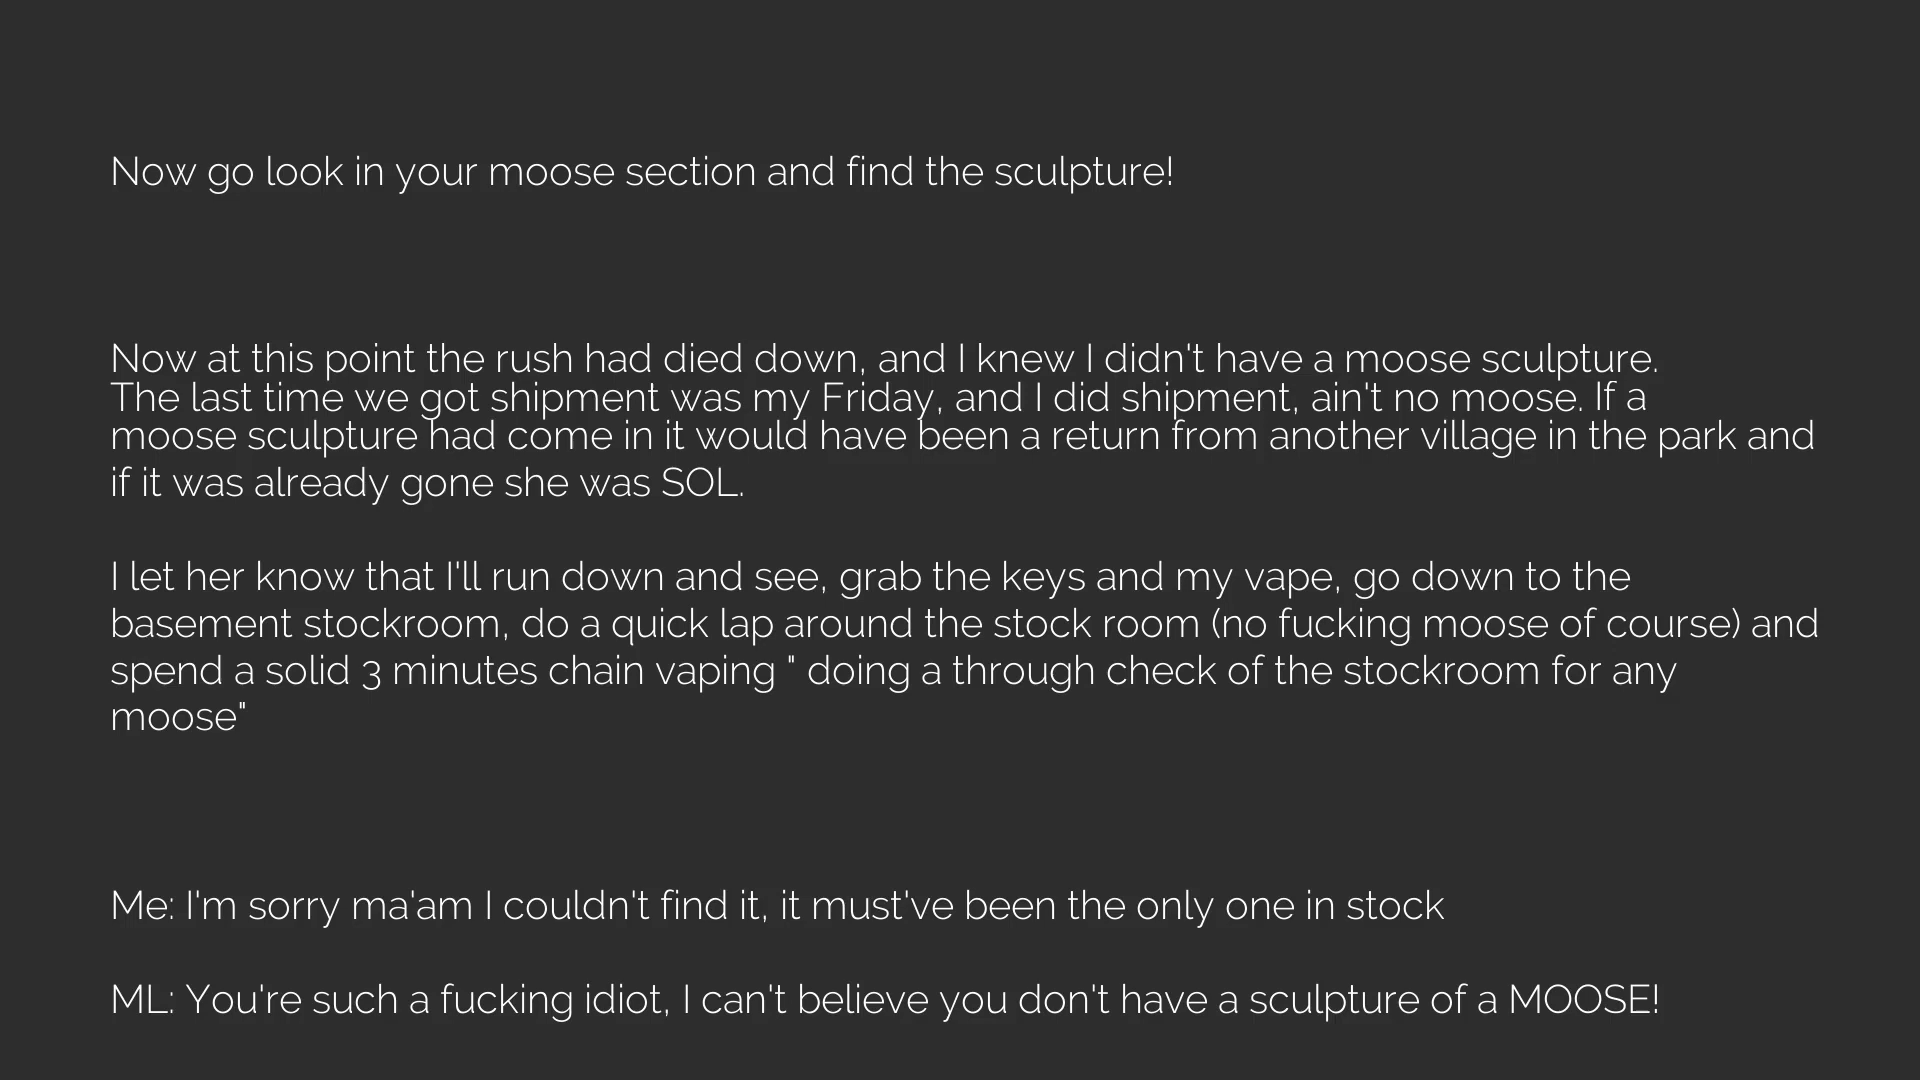 Now go look in your moose section and find the sculpture!
Now at this point the rush had died down, and I knew I didn't have a moose sculpture.
The last time we got shipment was my Friday, and I did shipment, ain't no moose. If a
moose sculpture had come in it would have been a return from another village in the park and
if it was already gone she was SOL.
I let her know that I'll run down and see, grab the keys and my vape, go down to the
basement stockroom, do a quick lap around the stock room (no fucking moose of course) and
spend a solid 3 minutes chain vaping " doing a through check of the stockroom for any
moose"
Me: I'm sorry ma'am I couldn't find it, it must've been the only one in stock
ML: You're such a fucking idiot, I can't believe you don't have a sculpture of a MOOSE!